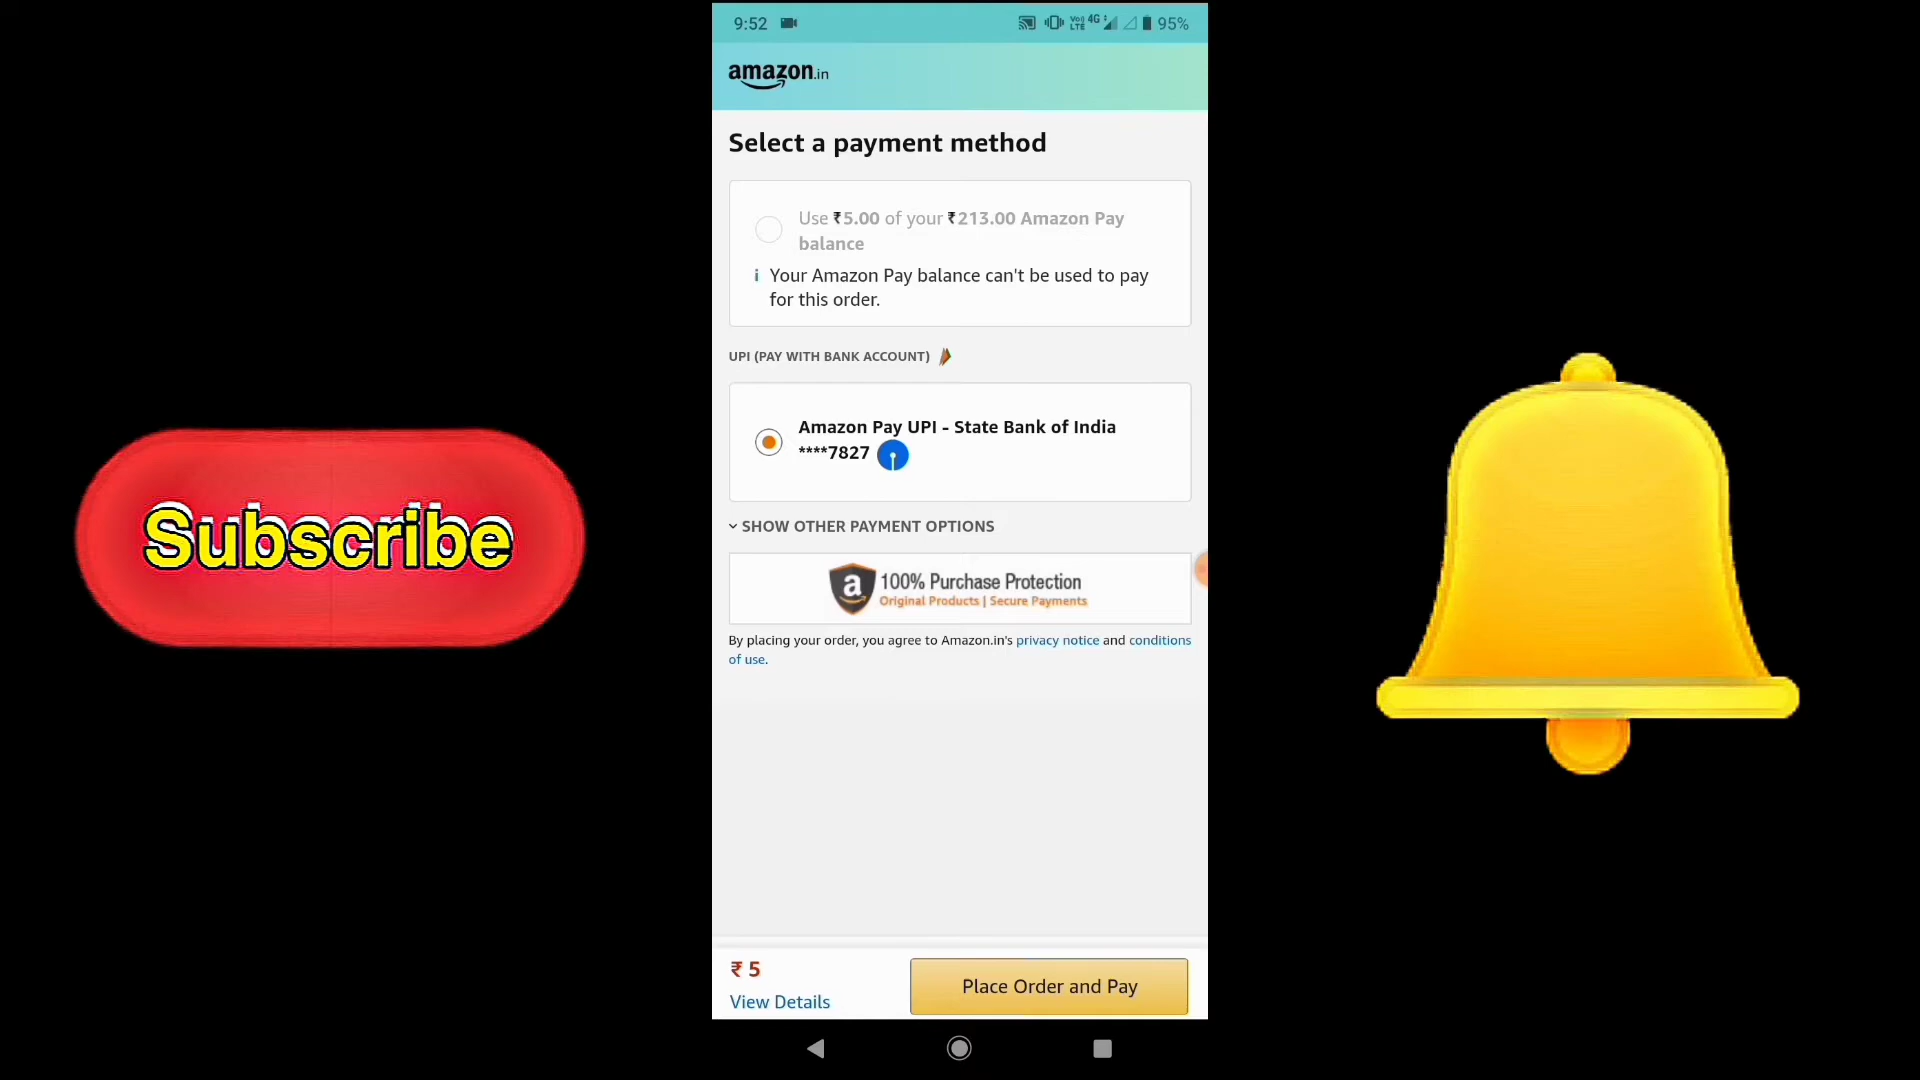 9:52
Vo)
LTE
4G
95%
amazon.in
Select a payment method
Use ₹5.00 of your ₹213.00 Amazon Pay
balance
i Your Amazon Pay balance can't be used to pay
for this order.
UPI (PAY WITH BANK ACCOUNT)
Amazon Pay UPI - State Bank of India
****7827
SHOW OTHER PAYMENT OPTIONS
a 100% Purchase Protection
Original Products | Secure Payments
By placing your order, you agree to Amazon.in's privacy notice and conditions
of use.
₹ 5
View Details
Place Order and Pay
Subscribe